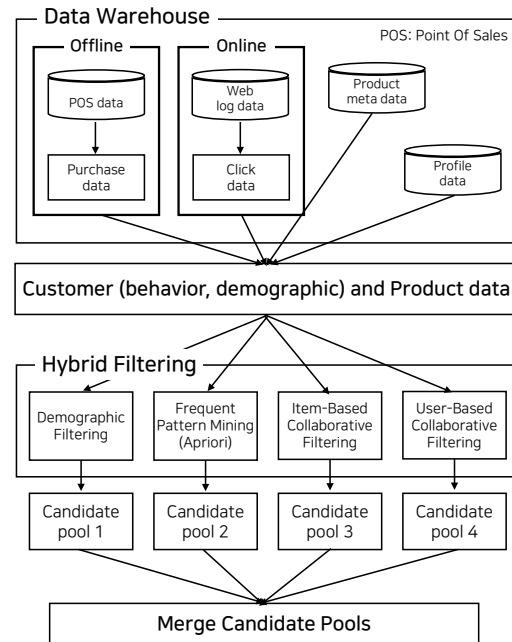 Data Warehouse
POS: Point Of Sales
Offline
Online
POS data
Web
log data
Product
meta data
Purchase
data
Click
data
Profile
data
Customer (behavior, demographic) and Product data
Hybrid Filtering
Demographic
Filtering
Frequent
Pattern Mining
(Apriori)
Item-Based
Collaborative
Filtering
User-Based
Collaborative
Filtering
Candidate
pool 1
Candidate
pool 2
Candidate
pool 3
Candidate
pool 4
Merge Candidate Pools